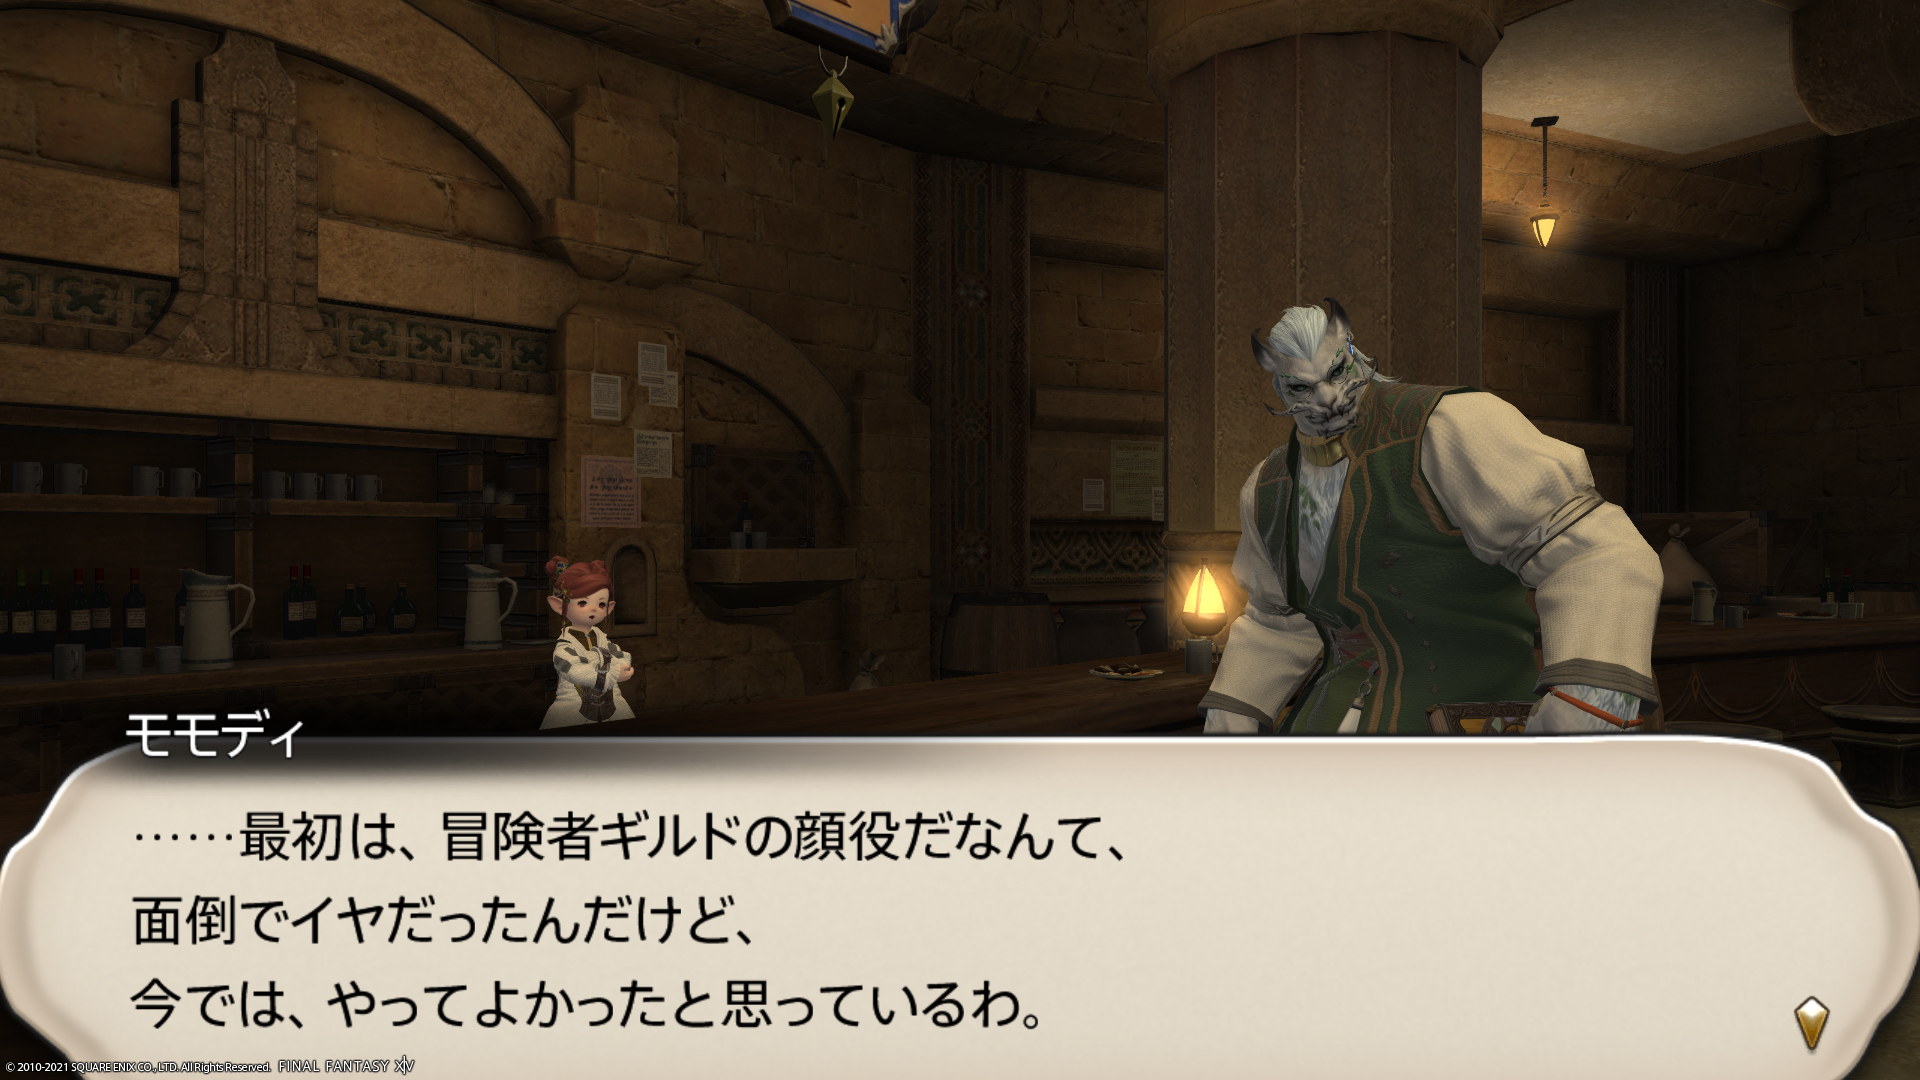 モモディ
……最初は、冒険者ギルドの顔役だなんて、
面倒でイヤだったんだけど、
今では、やってよかったと思っているわ。
© 2010-2021 SQUARE ENIX CO., LTD. All Rights Reserved. FINAL FANTASY XIV